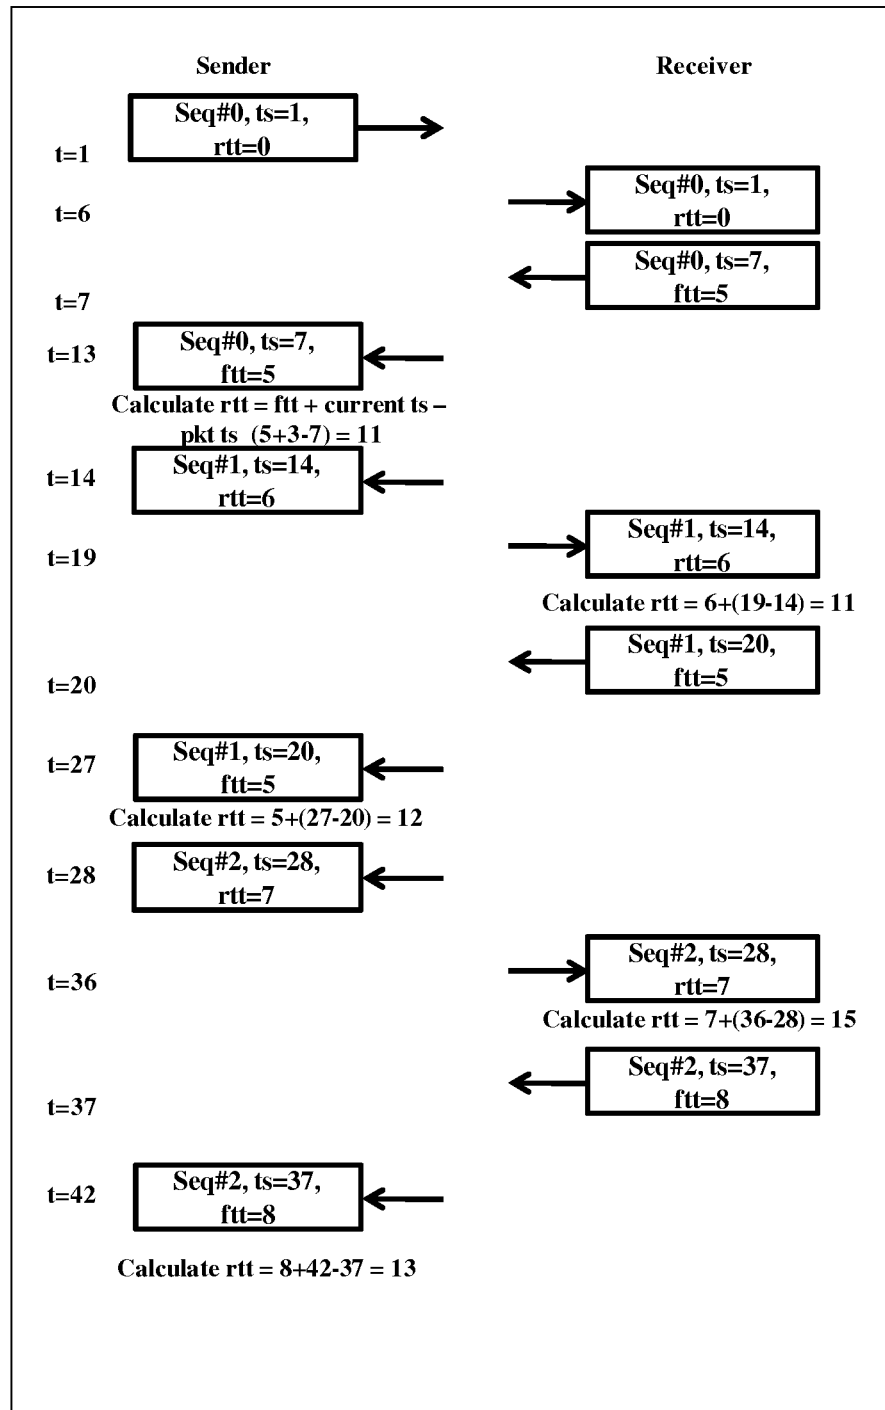 Sender Receiver
Seq#0, ts=1,
rtt=0
t=1
Seq#0, ts=1,
rtt=0
t=6
Seq#0, ts=7,
ftt=5
t=7
Seq#0, ts=7,
ftt=5
t=13
Calculate rtt = ftt + current ts –
pkt ts (5+3-7) = 11
Seq#1, ts=14,
rtt=6
t=14
Seq#1, ts=14,
rtt=6
t=19
Calculate rtt = 6+(19-14) = 11
Seq#1, ts=20,
ftt=5
t=20
Seq#1, ts=20,
ftt=5
t=27
Calculate rtt = 5+(27-20) = 12
Seq#2, ts=28,
rtt=7
t=28
Seq#2, ts=28,
rtt=7
t=36
Calculate rtt = 7+(36-28) = 15
Seq#2, ts=37,
ftt=8
t=37
Seq#2, ts=37,
ftt=8
t=42
Calculate rtt = 8+42-37 = 13